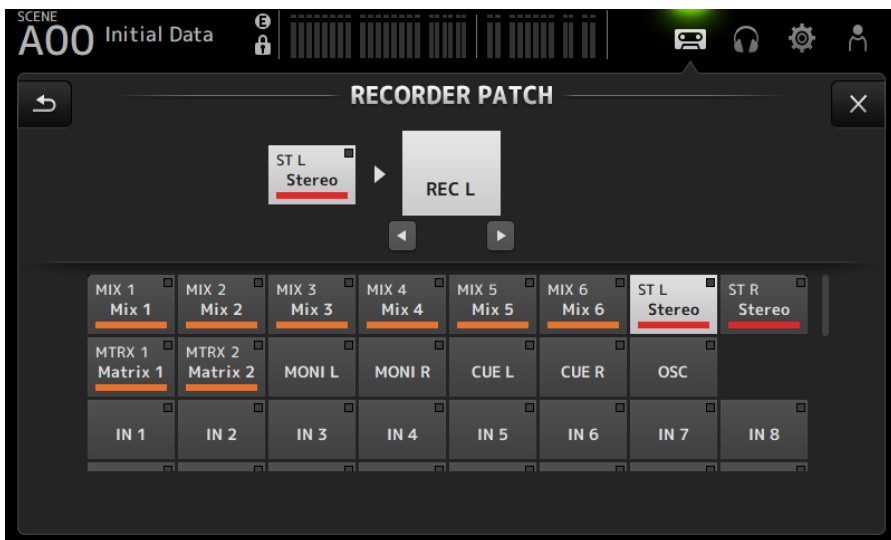 SCENE
A00 Initial Data
E
RECORDER PATCH
ST L
Stereo
REC L
MIX 1 MIX 2 MIX 3 MIX 4 MIX 5 MIX 6 ST L ST R
Mix 1 Mix 2 Mix 3 Mix 4 Mix 5 Mix 6 Stereo Stereo
MTRX 1 MTRX 2
Matrix 1 Matrix 2 MONI L MONI R CUE L CUE R OSC
IN 1 IN 2 IN 3 IN 4 IN 5 IN 6 IN 7 IN 8